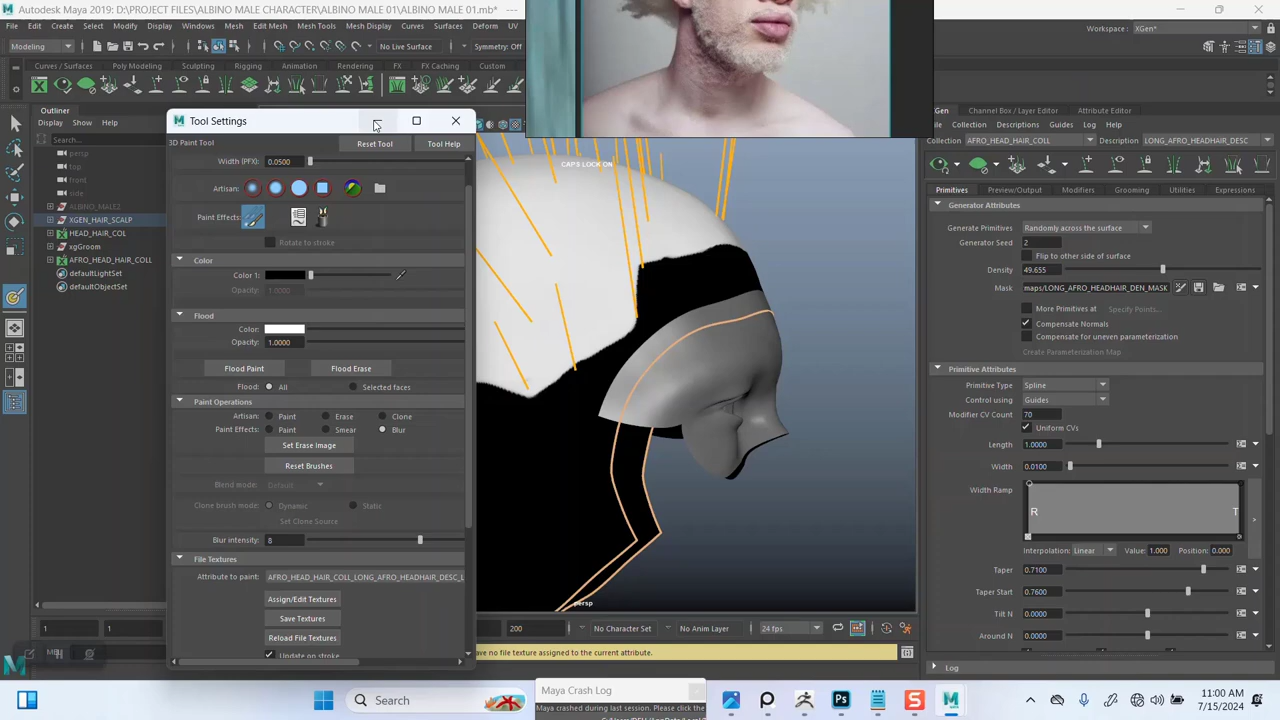 Autodesk Maya 2019: D:\PROJECT FILES\ALBINO MALE CHARACTER\ALBINO MALE 01\ALBINO MALE 01.mb*
File Edit Create Select Modify Display Windows Mesh Edit Mesh Mesh Tools
Workspace : XGen*
Modeling
No Live Surface
Symmetry: Off
Curves / Surfaces Poly Modeling Sculpting Rigging Animation Rendering FX FX Caching Custom
Outliner
Display Show Help
Search...
persp
top
front
side
ALBINO_MALE2
XGEN_HAIR_SCALP
HEAD_HAIR_COL
xgGroom
AFRO_HEAD_HAIR_COLL
defaultLightSet
defaultObjectSet
Tool Settings
3D Paint Tool
Reset Tool
Tool Help
Width (PFX): 0.0500
Artisan:
Paint Effects:
Rotate to stroke
Color
Color 1:
Opacity: 1.0000
Flood
Color:
Opacity: 1.0000
Flood Paint
Flood Erase
Flood: All Selected faces
Paint Operations
Artisan: Paint Erase Clone
Paint Effects: Paint Smear Blur
Set Erase Image
Reset Brushes
Blend mode: Default
Clone brush mode: Dynamic Static
Set Clone Source
Blur intensity: 8
File Textures
Attribute to paint: AFRO_HEAD_HAIR_COLL_LONG_AFRO_HEADHAIR_DESC_L
Assign/Edit Textures
Save Textures
Reload File Textures
Update on stroke
CAPS LOCK ON
persp
Gen
Channel Box / Layer Editor
Attribute Editor
File Collection Descriptions Log Help
Collection AFRO_HEAD_HAIR_COLL
Description LONG_AFRO_HEADHAIR_DESC
Primitives Preview/Output Modifiers Grooming Utilities Expressions
Generator Attributes
Generate Primitives Randomly across the surface
Generator Seed 2
Flip to other side of surface
Density 49.655
Mask maps/LONG_AFRO_HEADHAIR_DEN_MASK
More Primitives at Specify Points...
Compensate Normals
Compensate for uneven parameterization
Create Parametrization Map
Primitive Attributes
Primitive Type Spline
Control using Guides
Modifier CV Count 70
Uniform CVs
Length 1.0000
Width 0.0100
Width Ramp
R T
Interpolation: Linear Value: 1.000 Position: 0.000
Taper 0.7100
Taper Start 0.7600
Tilt N 0.0000
Around N 0.0000
Log
1 1 200
No Character Set
No Anim Layer
24 fps
MEL
ave no file texture assigned to the current attribute.
Maya Crash Log
Maya crashed during last session. Please click the
Search
11:00 AM
7/15/2024